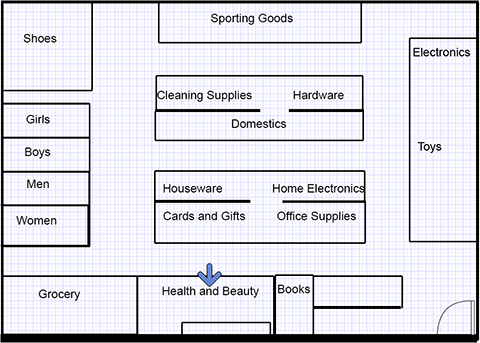 Sporting Goods
Shoes
Electronics
Cleaning Supplies
Hardware
Girls
Domestics
Boys
Toys
Men
Houseware
Home Electronics
Women
Cards and Gifts
Office Supplies
Grocery
Health and Beauty
Books